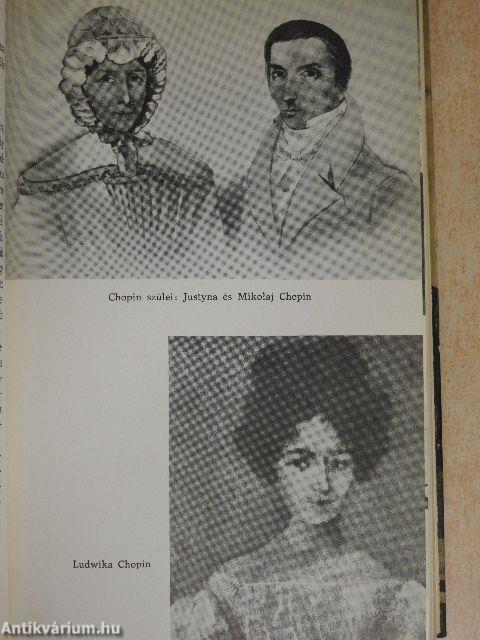 Chopin szülei: Justyna és Mikołaj Chopin
Ludwika Chopin
Antikvárium.hu